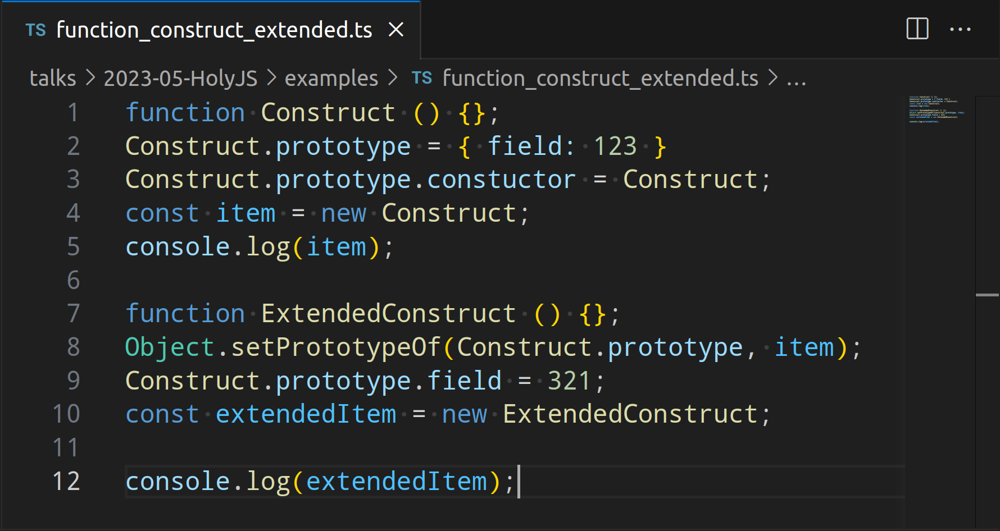 TS function_construct_extended.ts
talks > 2023-05-HolyJS > examples > TS function_construct_extended.ts > ...
1 function Construct () {};
2 Construct.prototype = { field: 123 }
3 Construct.prototype.constuctor = Construct;
4 const item = new Construct;
5 console.log(item);
6
7 function ExtendedConstruct () {};
8 Object.setPrototypeOf(Construct.prototype, item);
9 Construct.prototype.field = 321;
10 const extendedItem = new ExtendedConstruct;
11
12 console.log(extendedItem);